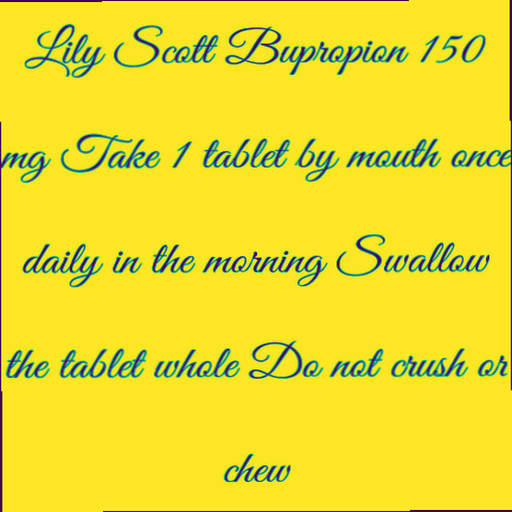 Lily Scott Bupropion 150
mg Take 1 tablet by mouth once
daily in the morning Swallow
the tablet whole Do not crush or
chew